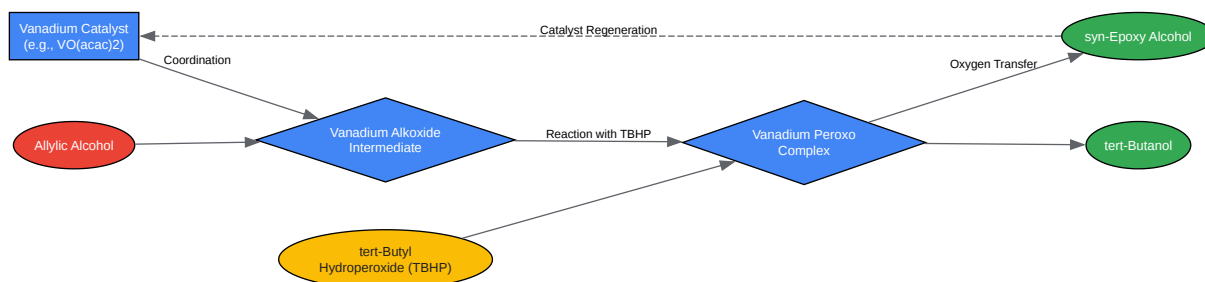 Vanadium Catalyst
(e.g., VO(acac)2)
Catalyst Regeneration
syn-Epoxy Alcohol
Coordination
Oxygen Transfer
Allylic Alcohol
Vanadium Alkoxide
Intermediate
Reaction with TBHP
Vanadium Peroxo
Complex
tert-Butanol
tert-Butyl
Hydroperoxide (TBHP)